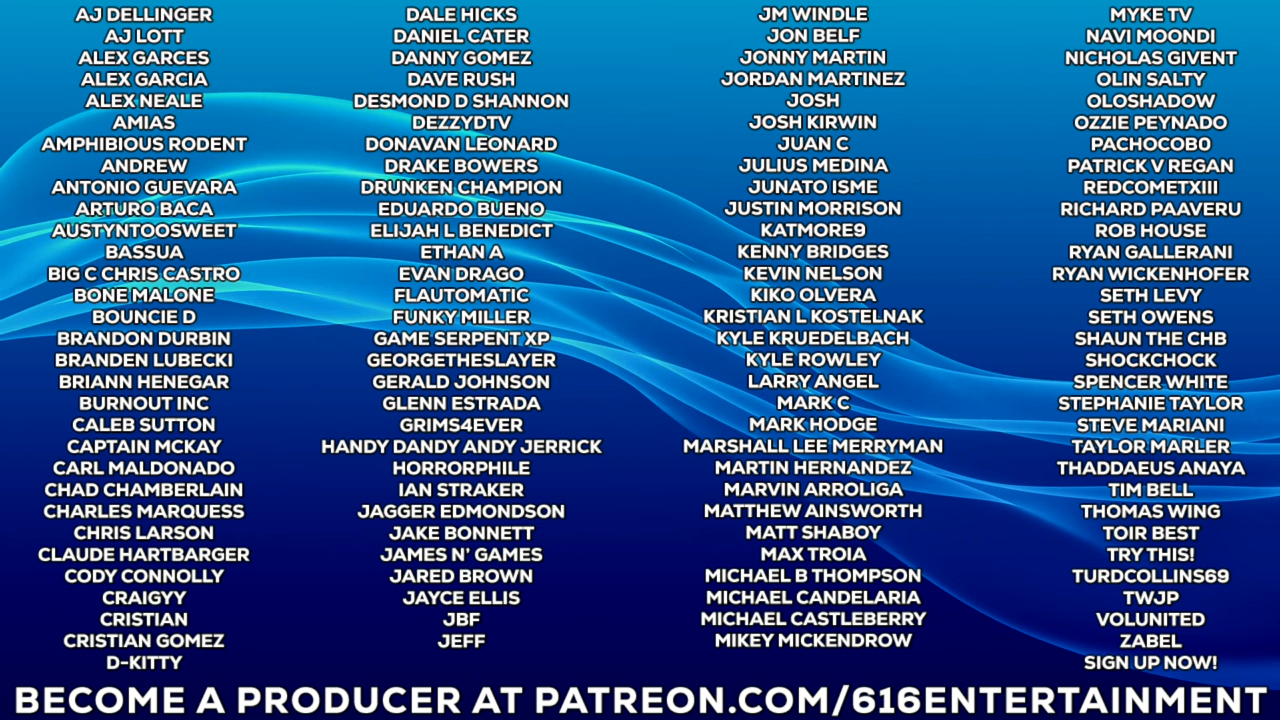 AJ DELLINGER
AJ LOTT
ALEX GARCES
ALEX GARCIA
ALEX NEALE
AMIAS
AMPHIBIOUS RODENT
ANDREW
ANTONIO GUEVARA
ARTURO BACA
AUSTYNTOOSWEET
BASSUA
BIG C CHRIS CASTRO
BONE MALONE
BOUNCIE D
BRANDON DURBIN
BRANDEN LUBECKI
BRIANN HENEGAR
BURNOUT INC
CALEB SUTTON
CAPTAIN MCKAY
CARL MALDONADO
CHAD CHAMBERLAIN
CHARLES MARQUESS
CHRIS LARSON
CLAUDE HARTBARGER
CODY CONNOLLY
CRAIGYY
CRISTIAN
CRISTIAN GOMEZ
D-KITTY
DALE HICKS
DANIEL CATER
DANNY GOMEZ
DAVE RUSH
DESMOND D SHANNON
DEZZYDTV
DONAVAN LEONARD
DRAKE BOWERS
DRUNKEN CHAMPION
EDUARDO BUENO
ELIJAH L BENEDICT
ETHAN A
EVAN DRAGO
FLAUTOMATIC
FUNKY MILLER
GAME SERPENT XP
GEORGETHESLAYER
GERALD JOHNSON
GLENN ESTRADA
GRIMS4EVER
HANDY DANDY ANDY JERRICK
HORRORPHILE
IAN STRAKER
JAGGER EDMONDSON
JAKE BONNETT
JAMES N' GAMES
JARED BROWN
JAYCE ELLIS
JBF
JEFF
JM WINDLE
JON BELF
JONNY MARTIN
JORDAN MARTINEZ
JOSH
JOSH KIRWIN
JUAN C
JULIUS MEDINA
JUNATO ISME
JUSTIN MORRISON
KATMORE9
KENNY BRIDGES
KEVIN NELSON
KIKO OLVERA
KRISTIAN L KOSTELNAK
KYLE KRUEDELBACH
KYLE ROWLEY
LARRY ANGEL
MARK C
MARK HODGE
MARSHALL LEE MERRYMAN
MARTIN HERNANDEZ
MARVIN ARROLIGA
MATTHEW AINSWORTH
MATT SHABOY
MAX TROIA
MICHAEL B THOMPSON
MICHAEL CANDELARIA
MICHAEL CASTLEBERRY
MIKEY MICKENDROW
MYKE TV
NAVI MOONDI
NICHOLAS GIVENT
OLIN SALTY
OLOSHADOW
OZZIE PEYNADO
PACHOCOB0
PATRICK V REGAN
REDCOMETXIII
RICHARD PAAVERU
ROB HOUSE
RYAN GALLERANI
RYAN WICKENHOFER
SETH LEVY
SETH OWENS
SHAUN THE CHB
SHOCKCHOCK
SPENCER WHITE
STEPHANIE TAYLOR
STEVE MARIANI
TAYLOR MARLER
THADDAEUS ANAYA
TIM BELL
THOMAS WING
TOIR BEST
TRY THIS!
TURDCOLLINS69
TWJP
VOLUNITED
ZABEL
SIGN UP NOW!
BECOME A PRODUCER AT PATREON.COM/616ENTERTAINMENT